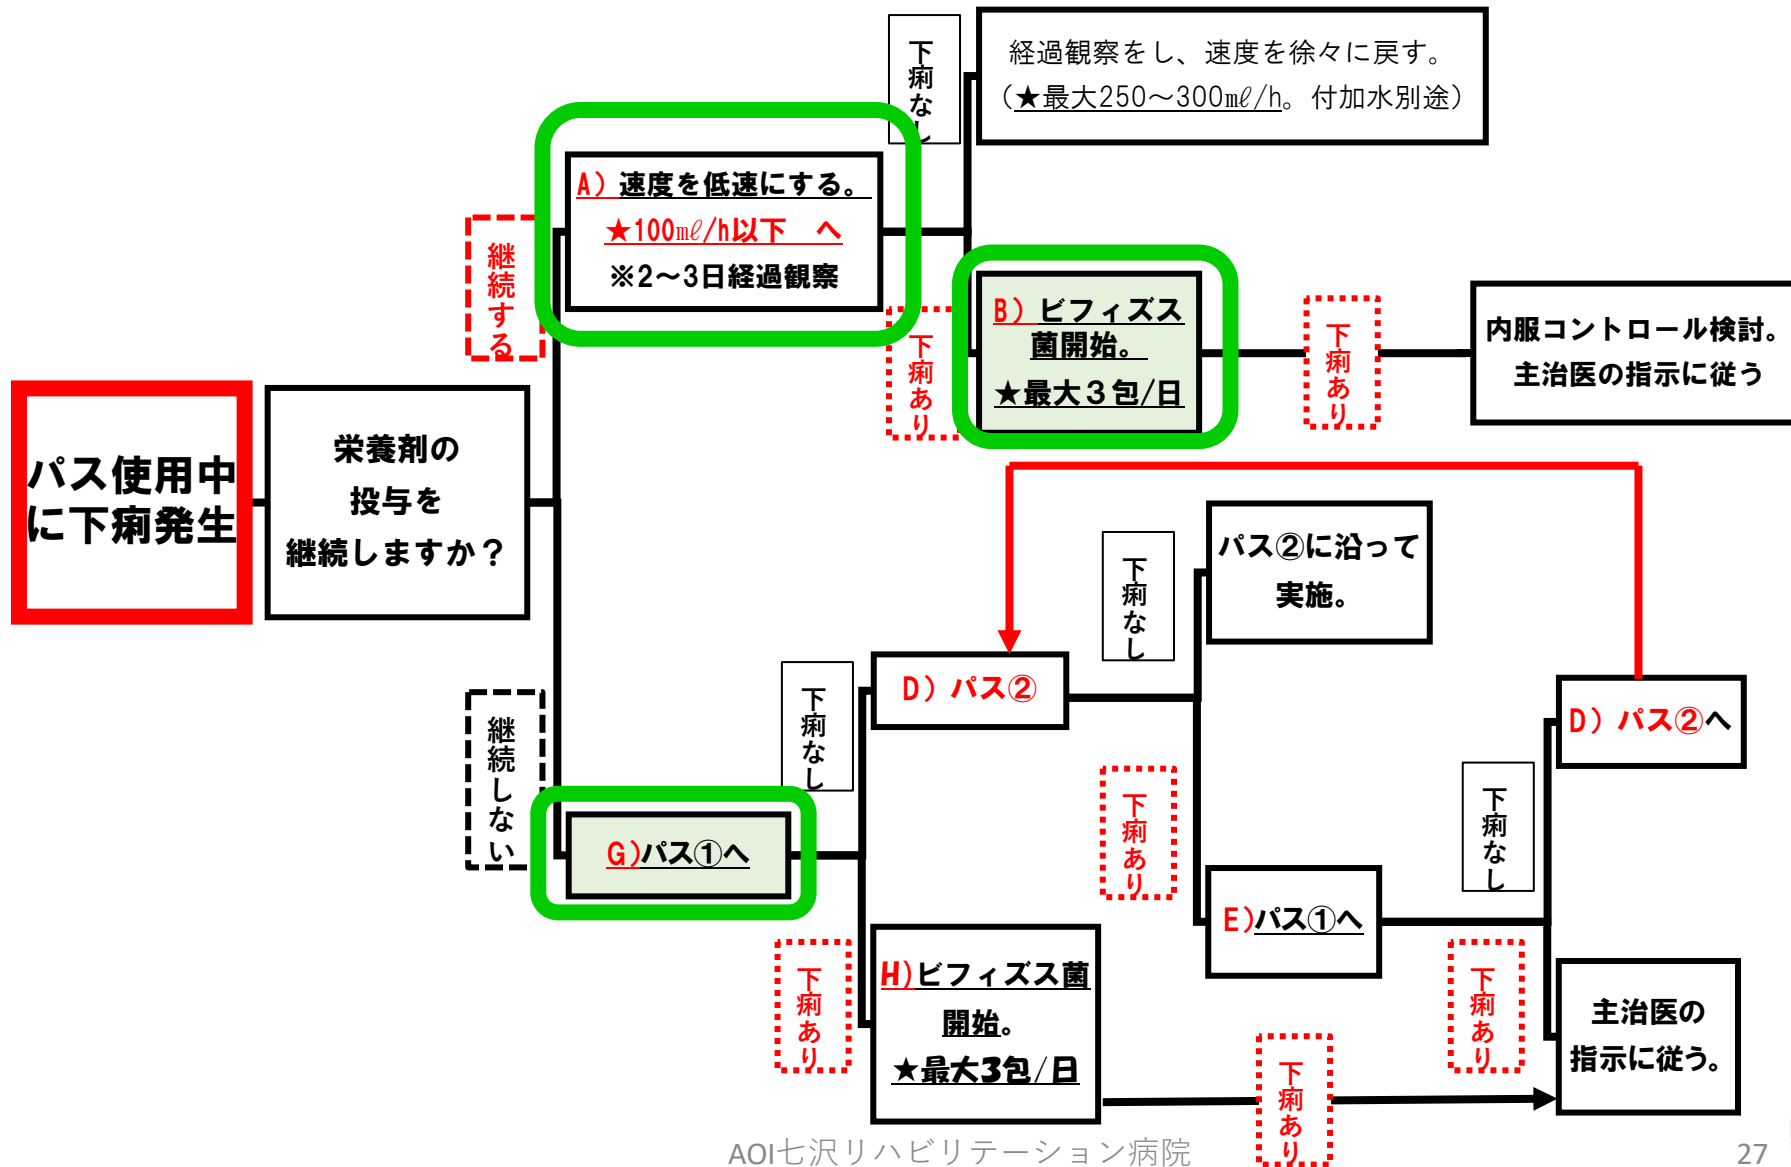 パス使用中
に下痢発生
栄養剤の
投与を
継続しますか？
継続する
A）速度を低速にする。
★100㎖/h以下　へ
※2～3日経過観察
下痢なし
経過観察をし、速度を徐々に戻す。
（★最大250～300㎖/h。付加水別途）
下痢あり
B）ビフィズス
菌開始。
★最大３包/日
下痢あり
内服コントロール検討。
主治医の指示に従う
継続しない
G)パス①へ
下痢なし
D）パス②
下痢なし
パス②に沿って
実施。
下痢あり
E)パス①へ
下痢なし
D）パス②へ
下痢あり
主治医の
指示に従う。
下痢あり
H)ビフィズス菌
開始。
★最大3包/日
下痢あり
AOI七沢リハビリテーション病院
27